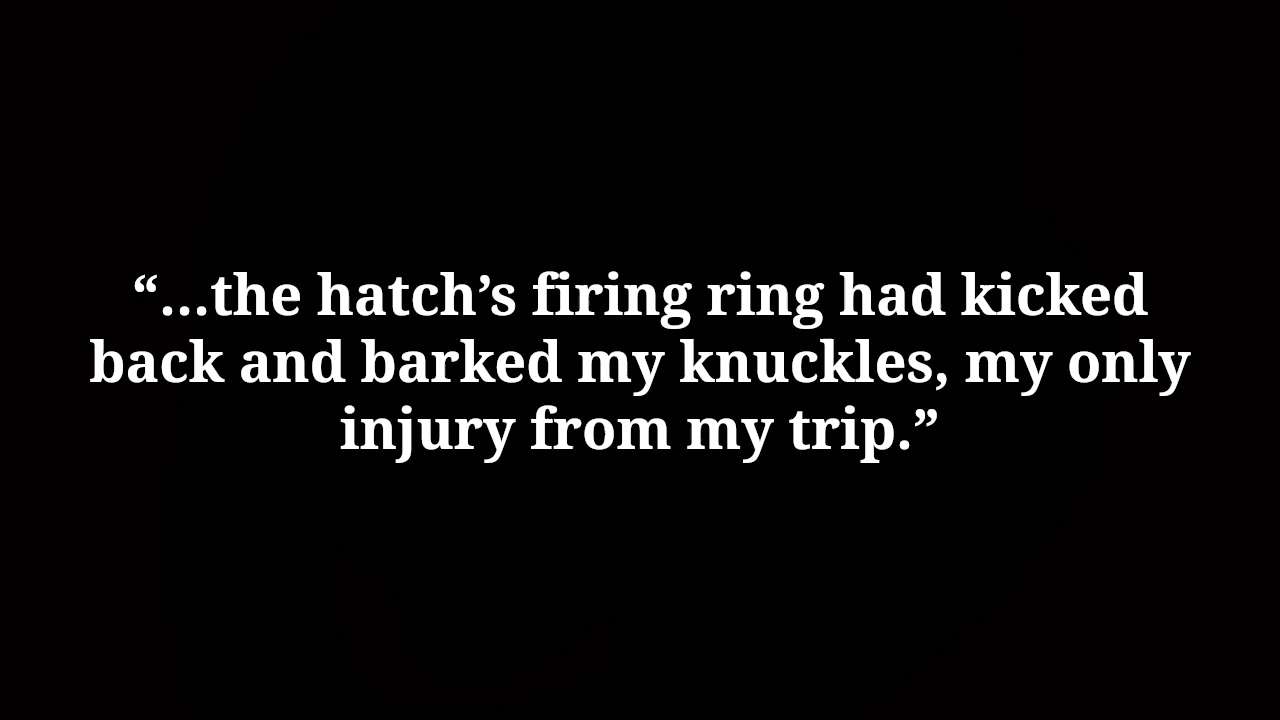 “...the hatch’s firing ring had kicked
back and barked my knuckles, my only
injury from my trip.”